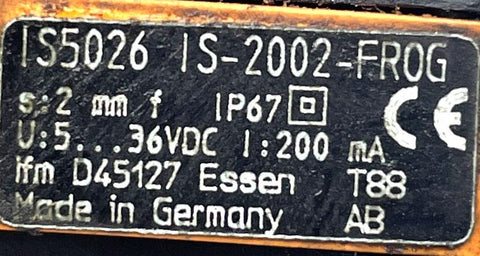 IS5026 IS-2002-FROG
s:2 mm f IP67 CE
U:5...36VDC I:200 mA
ifm D45127 Essen T88
Made in Germany AB